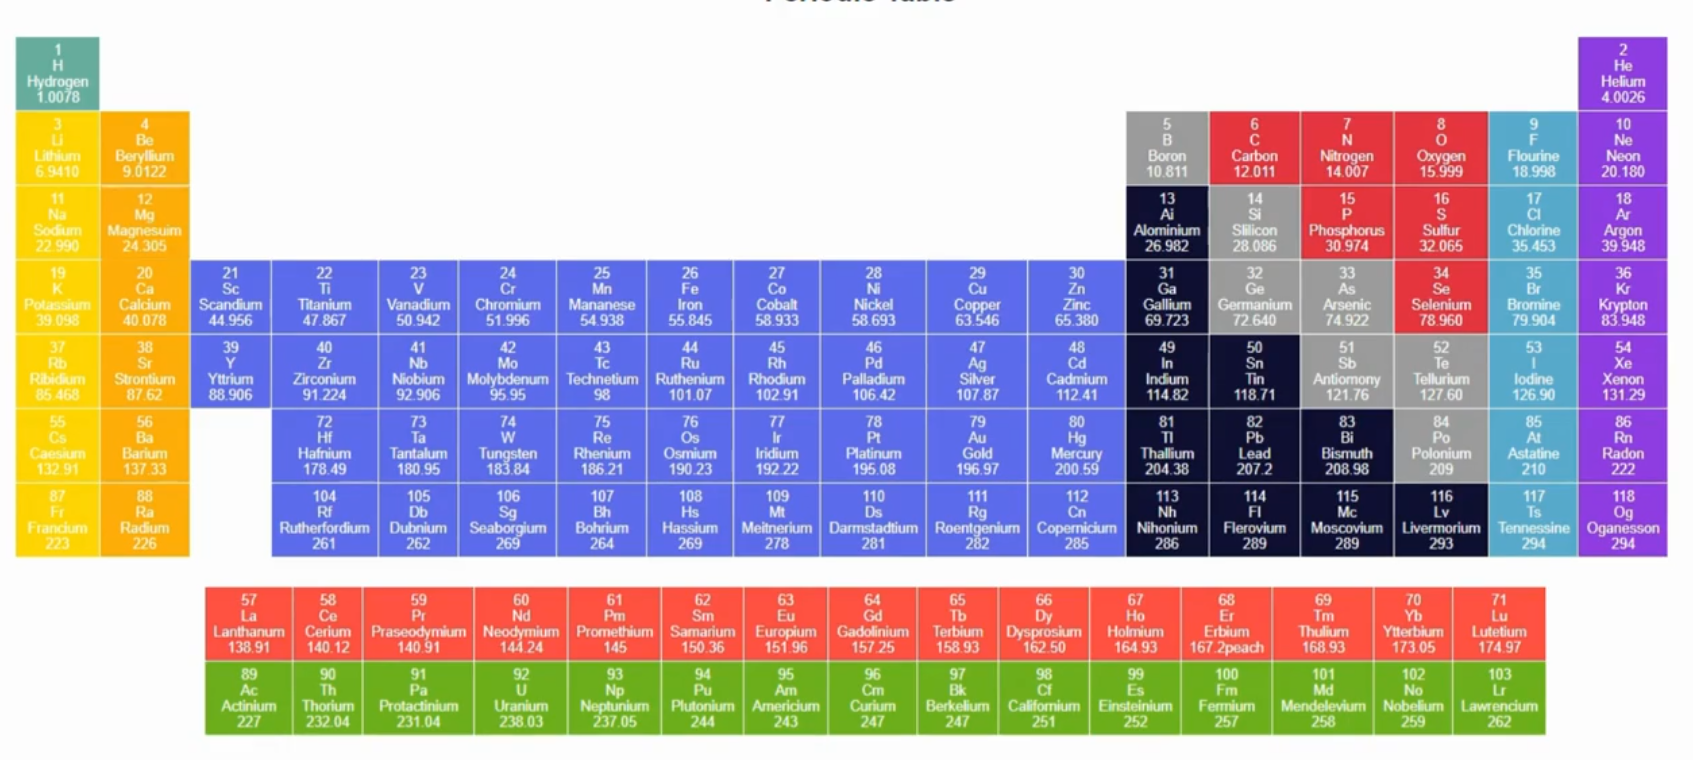 Periodic Table
1
H
Hydrogen
1.0078
2
He
Helium
4.0026
3
Li
Lithium
6.9410
4
Be
Beryllium
9.0122
5
B
Boron
10.811
6
C
Carbon
12.011
7
N
Nitrogen
14.007
8
O
Oxygen
15.999
9
F
Flourine
18.998
10
Ne
Neon
20.180
11
Na
Sodium
22.990
12
Mg
Magnesuim
24.305
13
Ai
Alominium
26.982
14
Si
Slilicon
28.086
15
P
Phosphorus
30.974
16
S
Sulfur
32.065
17
Cl
Chlorine
35.453
18
Ar
Argon
39.948
19
K
Potassium
39.098
20
Ca
Calcium
40.078
21
Sc
Scandium
44.956
22
Ti
Titanium
47.867
23
V
Vanadium
50.942
24
Cr
Chromium
51.996
25
Mn
Mananese
54.938
26
Fe
Iron
55.845
27
Co
Cobalt
58.933
28
Ni
Nickel
58.693
29
Cu
Copper
63.546
30
Zn
Zinc
65.380
31
Ga
Gallium
69.723
32
Ge
Germanium
72.640
33
As
Arsenic
74.922
34
Se
Selenium
78.960
35
Br
Bromine
79.904
36
Kr
Krypton
83.948
37
Rb
Ribidium
85.468
38
Sr
Strontium
87.62
39
Y
Yttrium
88.906
40
Zr
Zirconium
91.224
41
Nb
Niobium
92.906
42
Mo
Molybdenum
95.95
43
Tc
Technetium
98
44
Ru
Ruthenium
101.07
45
Rh
Rhodium
102.91
46
Pd
Palladium
106.42
47
Ag
Silver
107.87
48
Cd
Cadmium
112.41
49
In
Indium
114.82
50
Sn
Tin
118.71
51
Sb
Antiomony
121.76
52
Te
Tellurium
127.60
53
I
Iodine
126.90
54
Xe
Xenon
131.29
55
Cs
Caesium
132.91
56
Ba
Barium
137.33
72
Hf
Hafnium
178.49
73
Ta
Tantalum
180.95
74
W
Tungsten
183.84
75
Re
Rhenium
186.21
76
Os
Osmium
190.23
77
Ir
Iridium
192.22
78
Pt
Platinum
195.08
79
Au
Gold
196.97
80
Hg
Mercury
200.59
81
Tl
Thallium
204.38
82
Pb
Lead
207.2
83
Bi
Bismuth
208.98
84
Po
Polonium
209
85
At
Astatine
210
86
Rn
Radon
222
87
Fr
Francium
223
88
Ra
Radium
226
104
Rf
Rutherfordium
261
105
Db
Dubnium
262
106
Sg
Seaborgium
269
107
Bh
Bohrium
264
108
Hs
Hassium
269
109
Mt
Meitnerium
278
110
Ds
Darmstadtium
281
111
Rg
Roentgenium
282
112
Cn
Copernicium
285
113
Nh
Nihonium
286
114
Fl
Flerovium
289
115
Mc
Moscovium
289
116
Lv
Livermorium
293
117
Ts
Tennessine
294
118
Og
Oganesson
294
57
La
Lanthanum
138.91
58
Ce
Cerium
140.12
59
Pr
Praseodymium
140.91
60
Nd
Neodymium
144.24
61
Pm
Promethium
145
62
Sm
Samarium
150.36
63
Eu
Europium
151.96
64
Gd
Gadolinium
157.25
65
Tb
Terbium
158.93
66
Dy
Dysprosium
162.50
67
Ho
Holmium
164.93
68
Er
Erbium
167.2peach
69
Tm
Thulium
168.93
70
Yb
Ytterbium
173.05
71
Lu
Lutetium
174.97
89
Ac
Actinium
227
90
Th
Thorium
232.04
91
Pa
Protactinium
231.04
92
U
Uranium
238.03
93
Np
Neptunium
237.05
94
Pu
Plutonium
244
95
Am
Americium
243
96
Cm
Curium
247
97
Bk
Berkelium
247
98
Cf
Californium
251
99
Es
Einsteinium
252
100
Fm
Fermium
257
101
Md
Mendelevium
258
102
No
Nobelium
259
103
Lr
Lawrencium
262